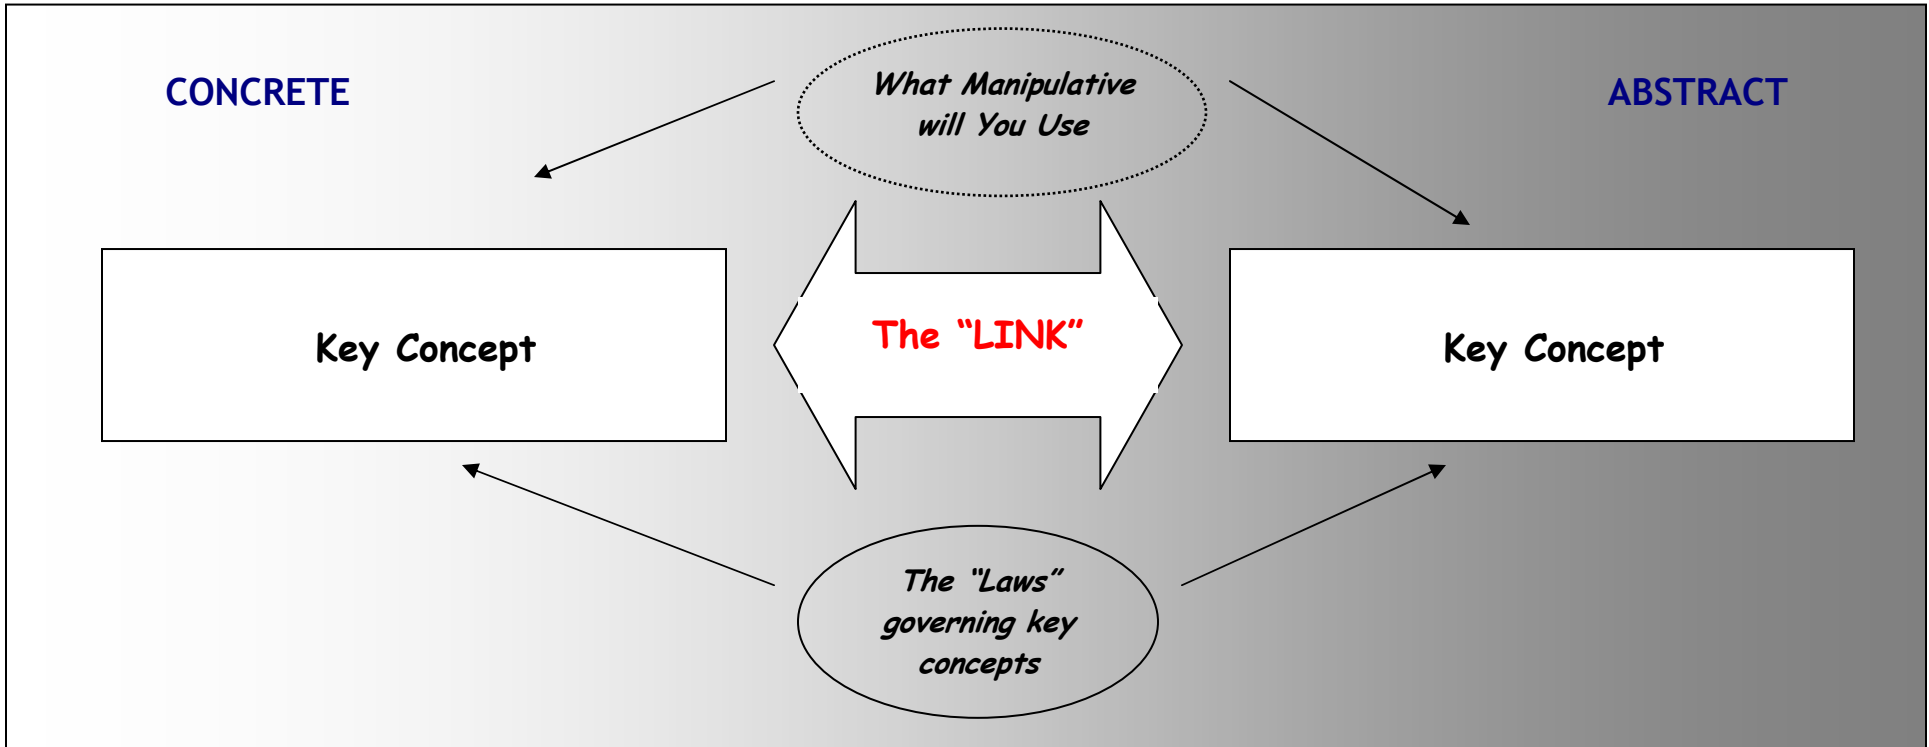 CONCRETE
What Manipulative
will You Use
ABSTRACT
Key Concept
The “LINK”
Key Concept
The “Laws”
governing key
concepts